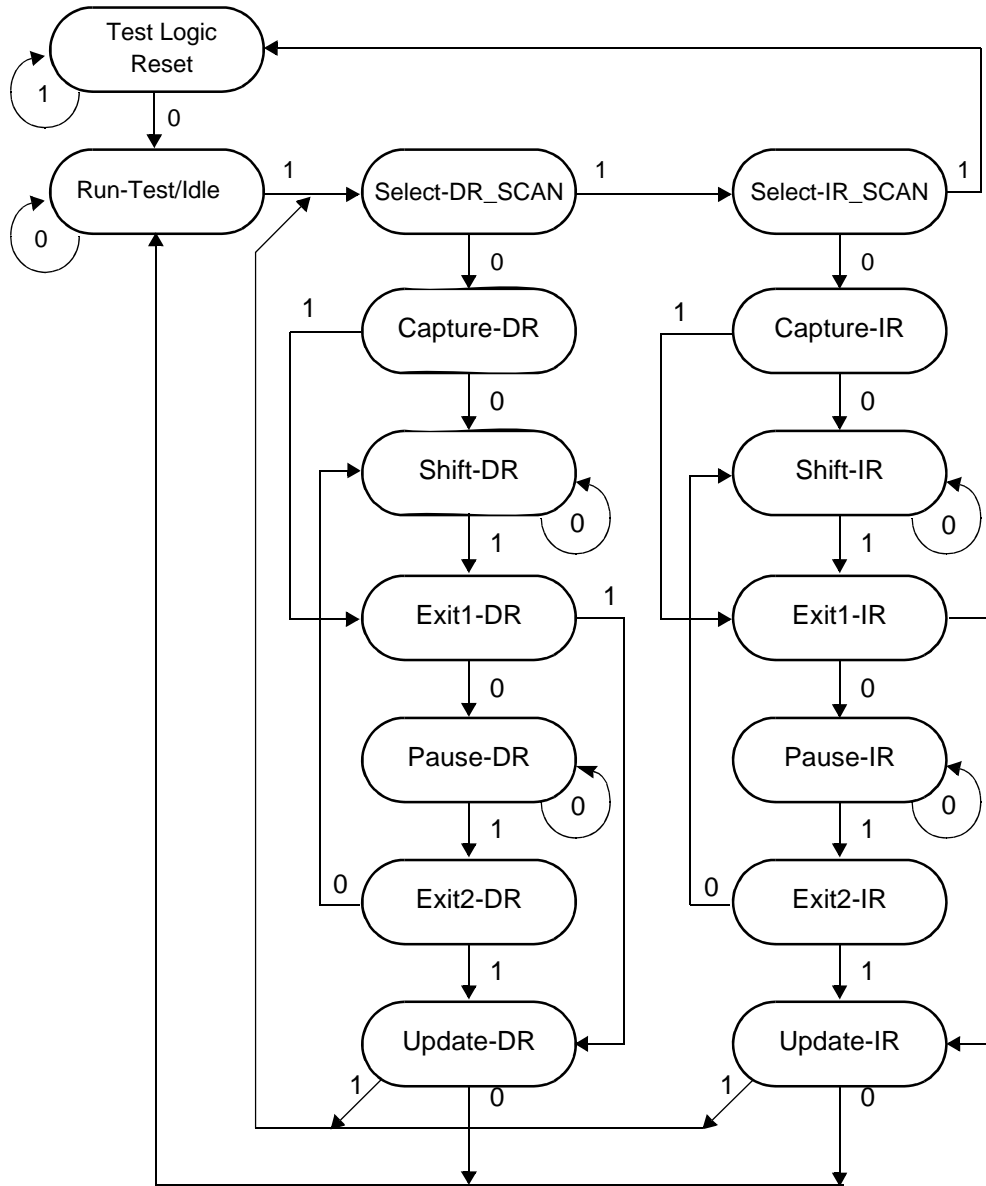 Test Logic
Reset
1
0
Run-Test/Idle
1
Select-DR_SCAN
1
Select-IR_SCAN
1
0
0
0
1
Capture-DR
1
Capture-IR
0
0
Shift-DR
0
Shift-IR
0
1
1
Exit1-DR
1
Exit1-IR
0
0
Pause-DR
0
Pause-IR
0
1
1
0
Exit2-DR
0
Exit2-IR
1
1
Update-DR
Update-IR
1
0
1
0